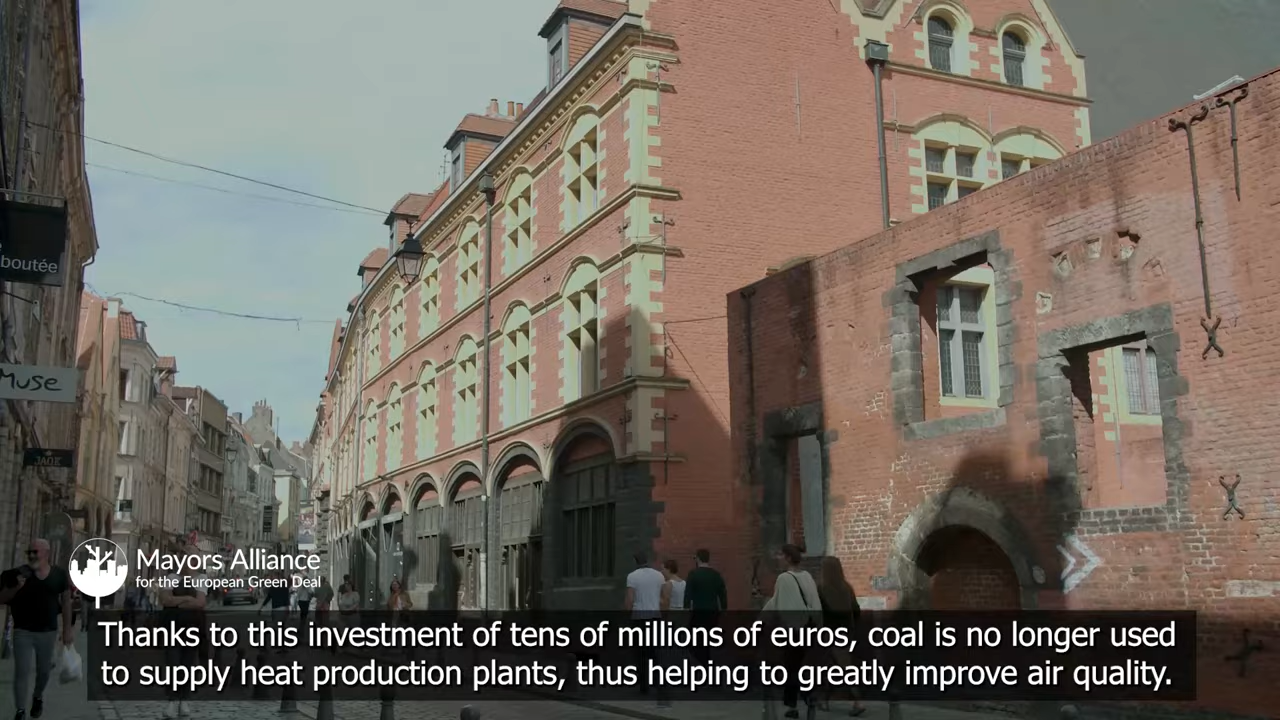 boutée
Muse
JACK
Mayors Alliance
for the European Green Deal
Thanks to this investment of tens of millions of euros, coal is no longer used
to supply heat production plants, thus helping to greatly improve air quality.